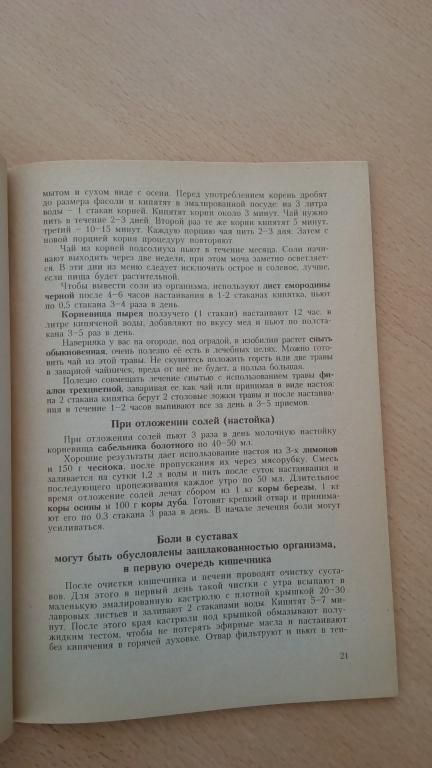 мытом и сухом виде с осени. Перед употреблением корень дробят
до размера фасоли и кипятят в эмалированной посуде: на 3 литра
воды – 1 стакан корней. Кипятят корни около 3 минут. Чай нужно
пить в течение 2–3 дней. Второй раз те же корни кипятят 5 минут,
третий – 10–15 минут. Каждую порцию чая пить 2–3 дня. Затем с
новой порцией корня процедуру повторяют.
Чай из корней подсолнуха пьют в течение месяца. Соли начи-
нают выходить через две недели, при этом моча заметно осветляет-
ся. В эти дни из меню следует исключить острое и соленое, лучше,
если пища будет растительной.
Чтобы вывести соли из организма, используют лист смородины
черной после 4–6 часов настаивания в 1-2 стаканах кипятка, пьют
по 0,5 стакана 3–4 раза в день.
Корневища пырея ползучего (1 стакан) настаивают 12 час. в
литре кипяченой воды, добавляют по вкусу мед и пьют по полста-
кана 3–5 раз в день.
Наверняка у вас на огороде, под оградой, в изобилии растет сныть
обыкновенная, очень полезно её есть в лечебных целях. Можно гото-
вить чай из этой травы. Не скупитесь положить горсть или две травы
в заварной чайничек, вреда от неё не будет, а польза большая.
Полезно совмещать лечение снытью с использованием травы фи-
алки трехцветной, заваривая ее как чай или принимая в виде настоя:
на 2 стакана кипятка берут 2 столовые ложки травы и после настаива-
ния в течение 1–2 часов выпивают все за день в 3–5 приемов.
При отложении солей (настойка)
При отложении солей пьют 3 раза в день молочную настойку
корневища сабельника болотного по 40–50 мл.
Хорошие результаты дает использование настоя из 3-х лимонов
и 150 г чеснока, после пропускания их через мясорубку. Смесь
заливается на сутки 1,2 л воды и пить после суток настаивания и
последующего процеживания каждое утро по 50 мл. Длительное
время отложение солей лечат сбором из 1 кг коры березы, 1 кг
коры осины и 100 г коры дуба. Готовят крепкий отвар и принима-
ют его по 0,3 стакана 3 раза в день. В начале лечения боли могут
усиливаться.
Боли в суставах
могут быть обусловлены зашлакованностью организма,
в первую очередь кишечника
После очистки кишечника и печени проводят очистку суста-
вов. Для этого в первый день такой чистки с утра всыпают в
маленькую эмалированную кастрюлю с плотной крышкой 20–30
лавровых листьев и заливают 2 стаканами воды. Кипятят 5–7 ми-
нут. После этого края кастрюли под крышкой обмазывают полу-
жидким тестом, чтобы не потерять эфирные масла и настаивают
без кипячения в горячей духовке. Отвар фильтруют и пьют в теп-
21